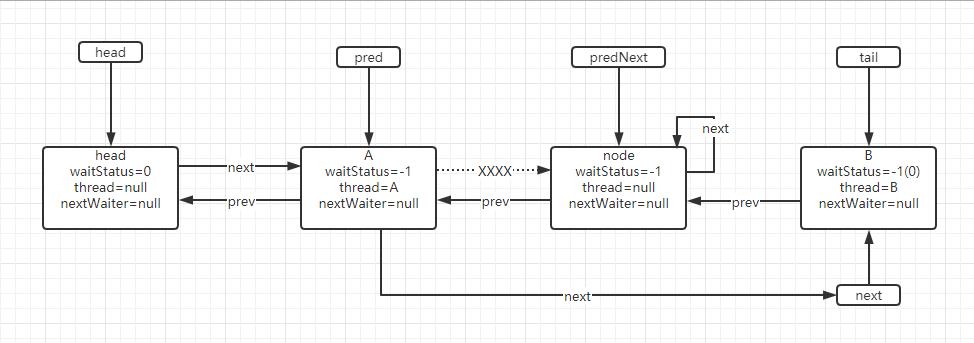 head
pred
predNext
tail
next
head
waitStatus=0
thread=null
nextWaiter=null
next
prev
A
waitStatus=-1
thread=A
nextWaiter=null
XXXX
prev
node
waitStatus=-1
thread=null
nextWaiter=null
prev
B
waitStatus=-1(0)
thread=B
nextWaiter=null
next
next